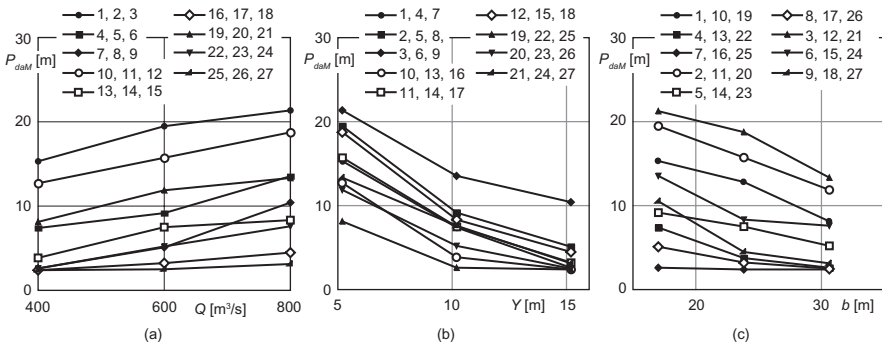 1, 2, 3
4, 5, 6
7, 8, 9
10, 11, 12
13, 14, 15
16, 17, 18
19, 20, 21
22, 23, 24
25, 26, 27
30
P_daM [m]
20
10
0
400
600
800
Q [m³/s]
(a)
1, 4, 7
2, 5, 8,
3, 6, 9
10, 13, 16
11, 14, 17
12, 15, 18
19, 22, 25
20, 23, 26
21, 24, 27
30
P_daM [m]
20
10
0
5
10
15
Y [m]
(b)
1, 10, 19
4, 13, 22
7, 16, 25
2, 11, 20
5, 14, 23
8, 17, 26
3, 12, 21
6, 15, 24
9, 18, 27
30
P_daM [m]
20
10
0
20
30
b [m]
(c)